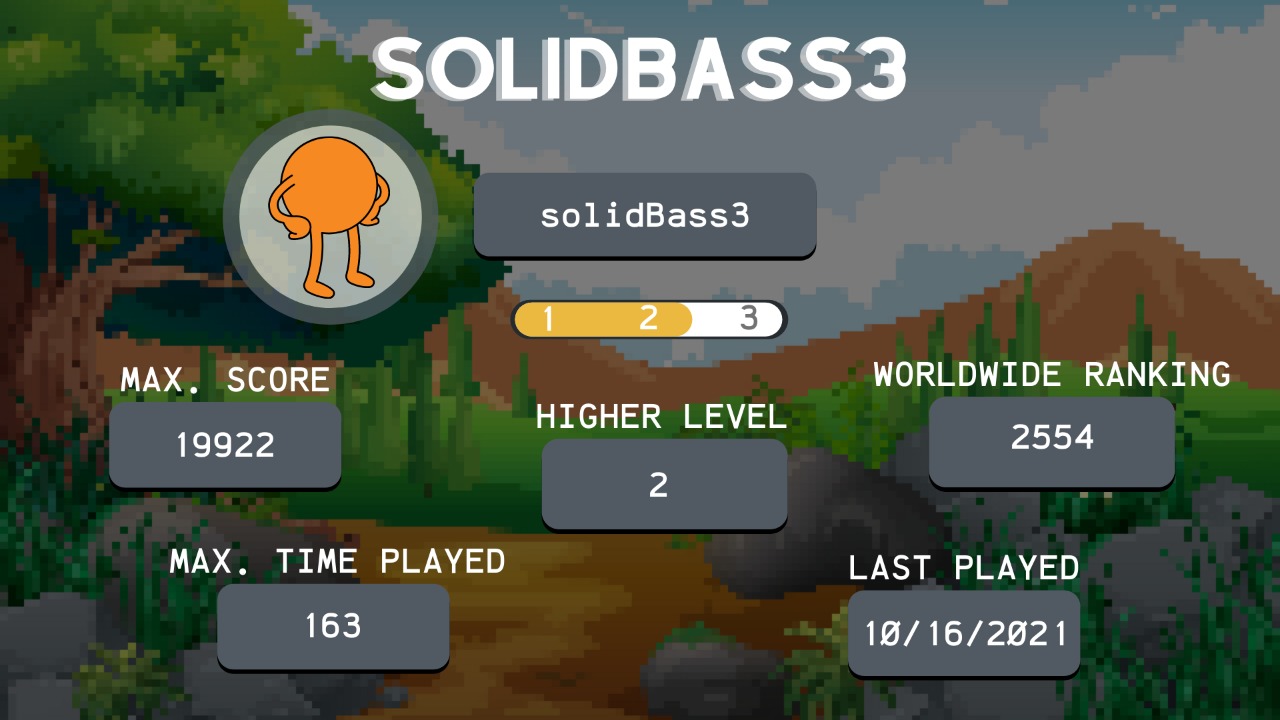 SOLIDBASS3
solidBass3
1 2 3
MAX. SCORE
19922
HIGHER LEVEL
2
WORLDWIDE RANKING
2554
MAX. TIME PLAYED
163
LAST PLAYED
10/16/2021